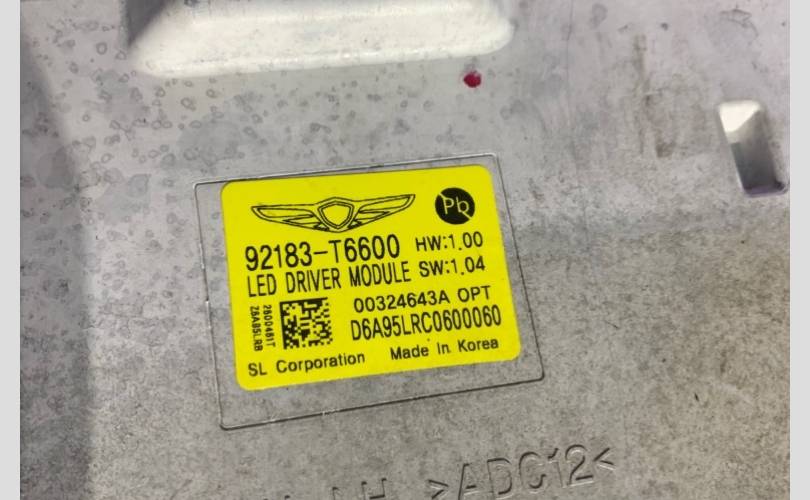 Pb
92183-T6600 HW:1.00
LED DRIVER MODULE SW:1.04
00324643A OPT
D6A95LRC0600060
2800481T
SL Corporation Made In Korea
>ADC12<